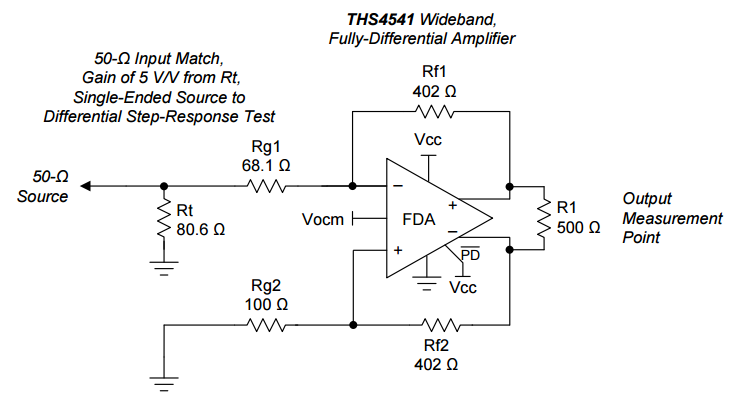 THS4541 Wideband,
Fully-Differential Amplifier
50-Ω Input Match,
Gain of 5 V/V from Rt,
Single-Ended Source to
Differential Step-Response Test
Rf1
402 Ω
Rg1
68.1 Ω
Vcc
50-Ω
Source
Rt
80.6 Ω
Vocm
−
+
FDA
+
−
PD
Vcc
R1
500 Ω
Output
Measurement
Point
Rg2
100 Ω
Rf2
402 Ω